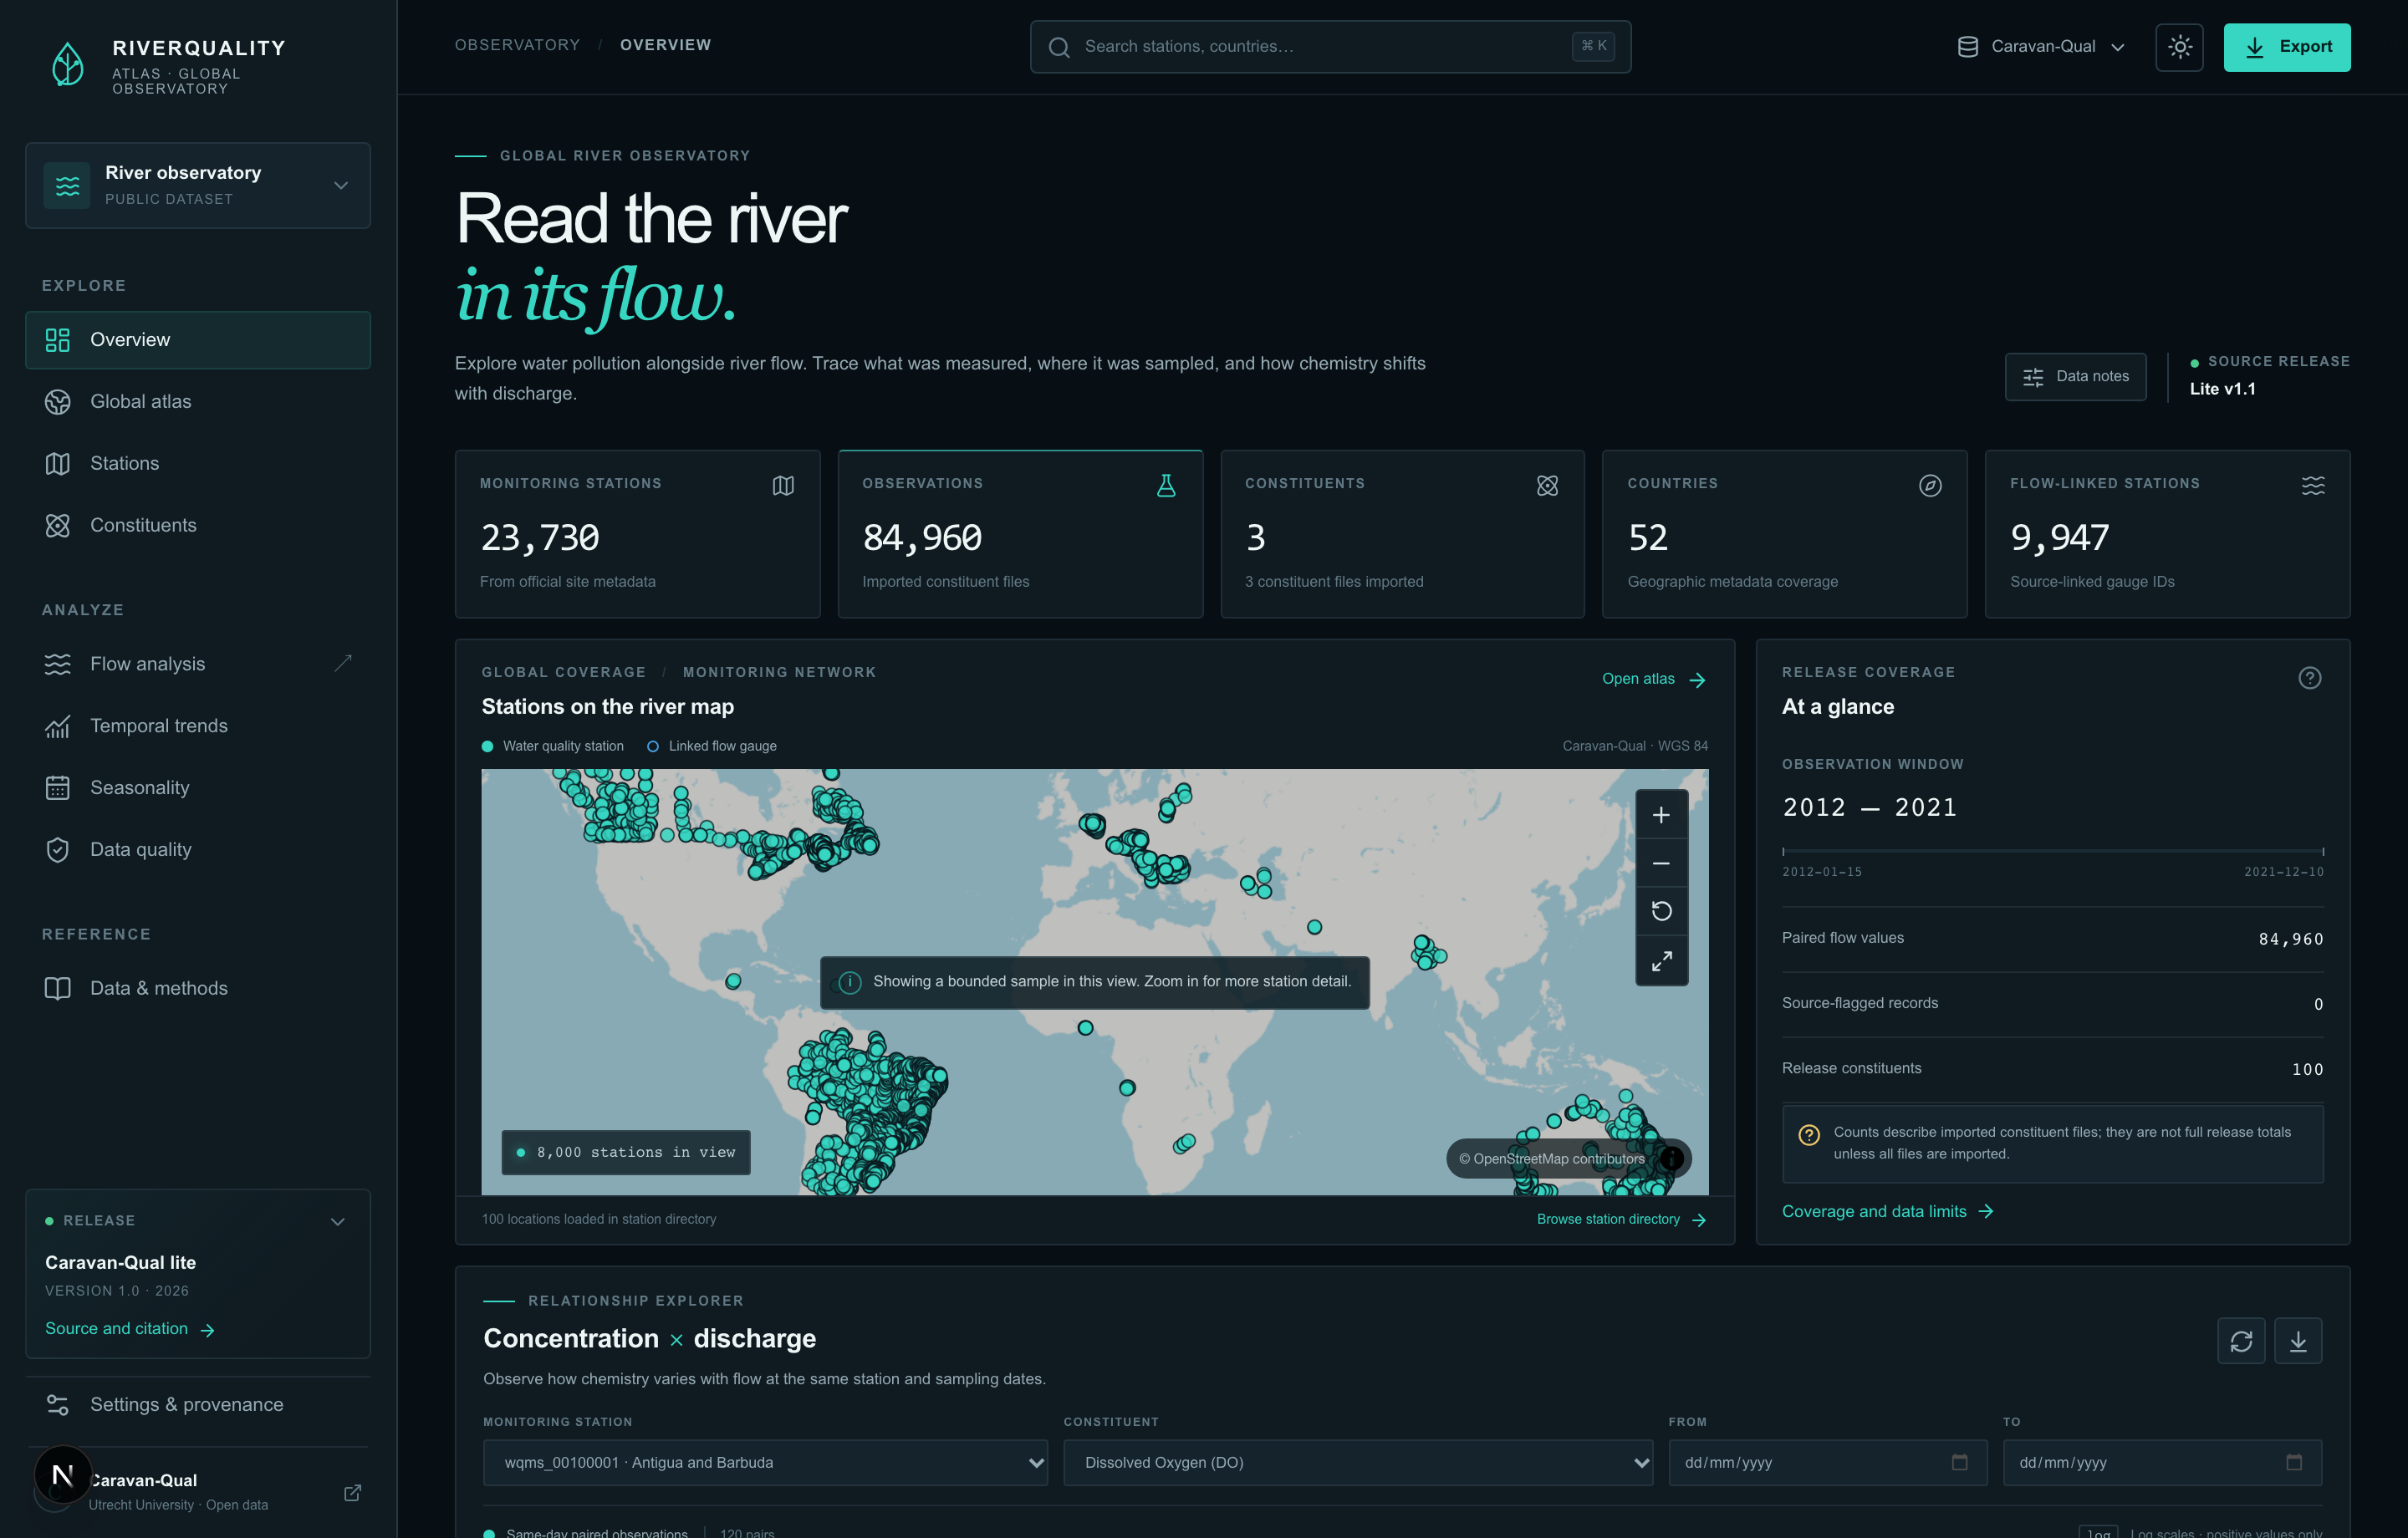 RIVERQUALITY
ATLAS · GLOBAL
OBSERVATORY
River observatory
PUBLIC DATASET
EXPLORE
Overview
Global atlas
Stations
Constituents
ANALYZE
Flow analysis
Temporal trends
Seasonality
Data quality
REFERENCE
Data & methods
RELEASE
Caravan-Qual lite
VERSION 1.0 · 2026
Source and citation
Settings & provenance
N
Caravan-Qual
Utrecht University · Open data
OBSERVATORY / OVERVIEW
Search stations, countries…
⌘ K
Caravan-Qual
Export
GLOBAL RIVER OBSERVATORY
Read the river
in its flow.
Explore water pollution alongside river flow. Trace what was measured, where it was sampled, and how chemistry shifts
with discharge.
Data notes
SOURCE RELEASE
Lite v1.1
MONITORING STATIONS
23,730
From official site metadata
OBSERVATIONS
84,960
Imported constituent files
CONSTITUENTS
3
3 constituent files imported
COUNTRIES
52
Geographic metadata coverage
FLOW-LINKED STATIONS
9,947
Source-linked gauge IDs
GLOBAL COVERAGE / MONITORING NETWORK
Open atlas
Stations on the river map
Water quality station
Linked flow gauge
Caravan-Qual · WGS 84
Showing a bounded sample in this view. Zoom in for more station detail.
8,000 stations in view
© OpenStreetMap contributors
100 locations loaded in station directory
Browse station directory
RELEASE COVERAGE
At a glance
OBSERVATION WINDOW
2012 — 2021
2012–01–15
2021–12–10
Paired flow values
84,960
Source-flagged records
0
Release constituents
100
Counts describe imported constituent files; they are not full release totals
unless all files are imported.
Coverage and data limits
RELATIONSHIP EXPLORER
Concentration × discharge
Observe how chemistry varies with flow at the same station and sampling dates.
MONITORING STATION
wqms_00100001 · Antigua and Barbuda
CONSTITUENT
Dissolved Oxygen (DO)
FROM
dd/mm/yyyy
TO
dd/mm/yyyy
Same-day paired observations
120 pairs
log
Log scales · positive values only